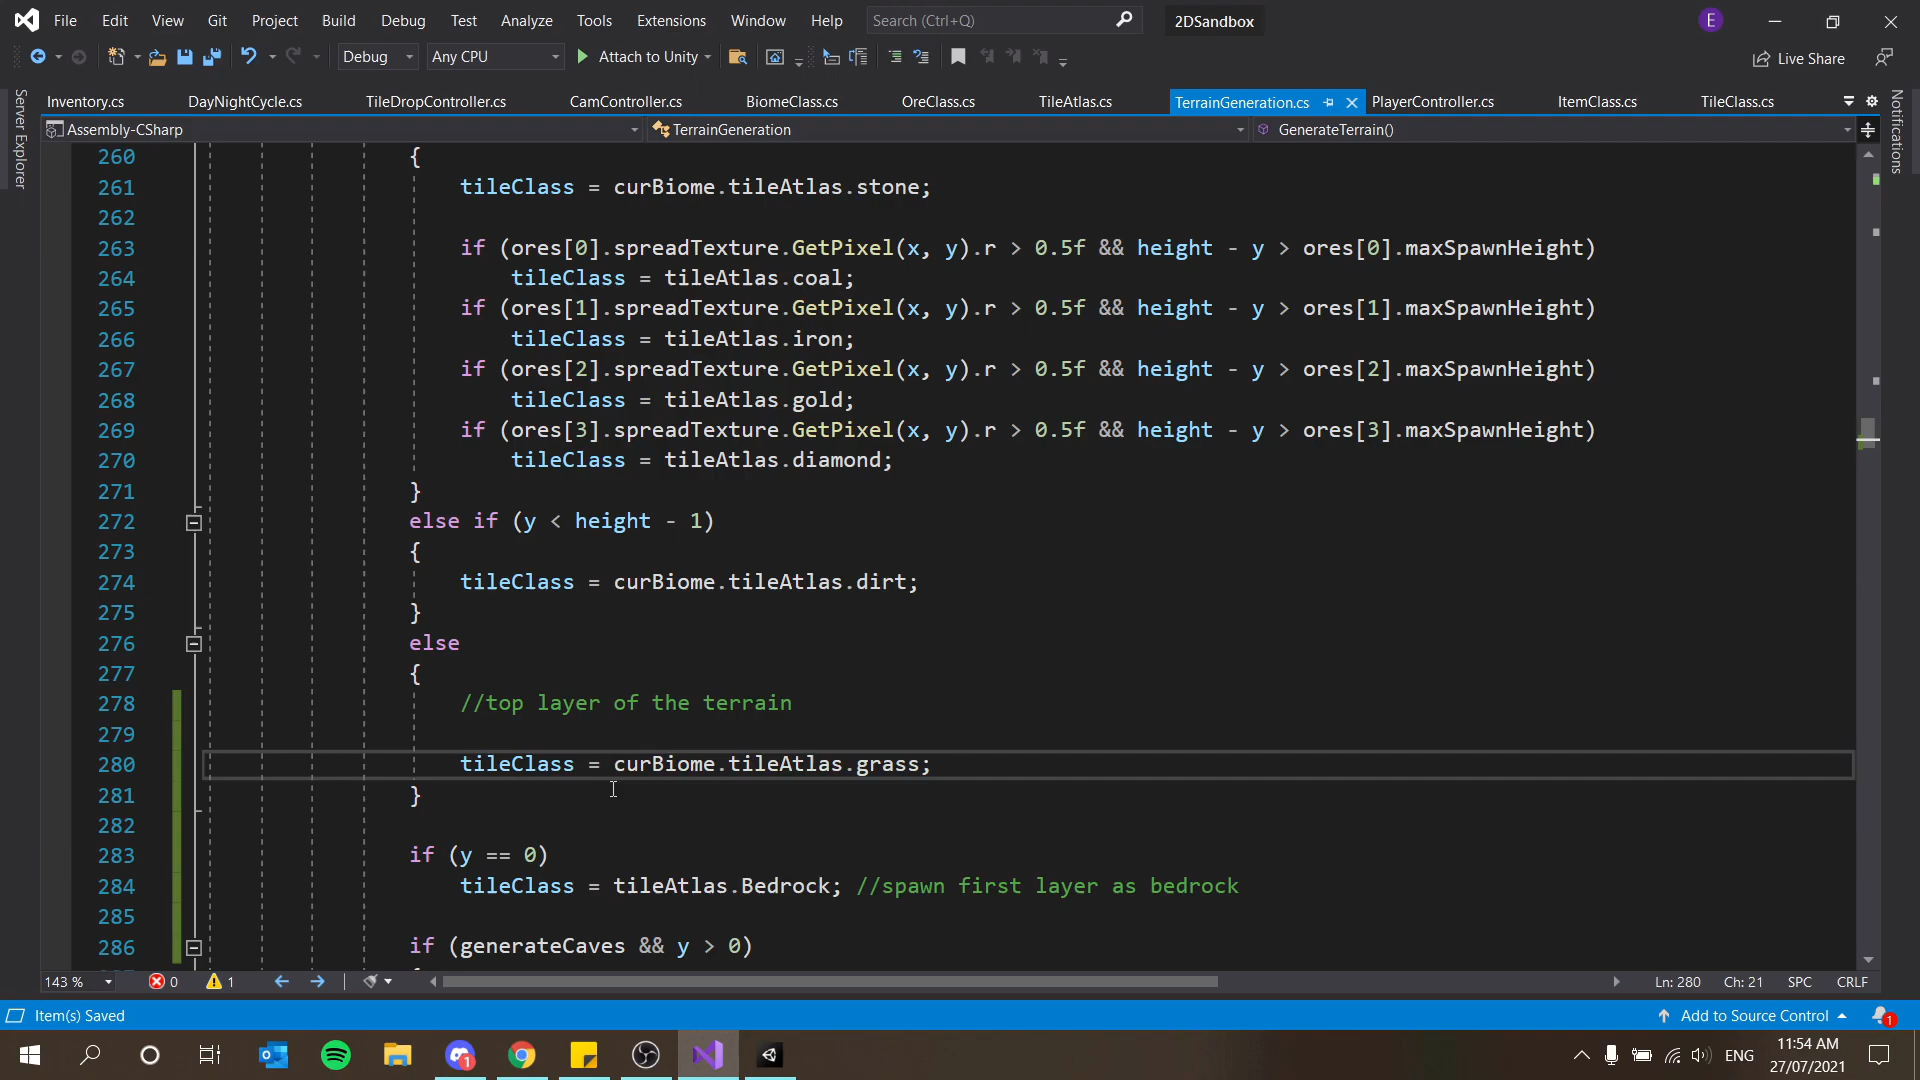 File Edit View Git Project Build Debug Test Analyze Tools Extensions Window Help Search (Ctrl+Q) 2DSandbox E
Debug Any CPU Attach to Unity Live Share
Server Explorer
Notifications
Inventory.cs DayNightCycle.cs TileDropController.cs CamController.cs BiomeClass.cs OreClass.cs TileAtlas.cs TerrainGeneration.cs PlayerController.cs ItemClass.cs TileClass.cs
Assembly-CSharp TerrainGeneration GenerateTerrain()
260 {
261 tileClass = curBiome.tileAtlas.stone;
262
263 if (ores[0].spreadTexture.GetPixel(x, y).r > 0.5f && height - y > ores[0].maxSpawnHeight)
264 tileClass = tileAtlas.coal;
265 if (ores[1].spreadTexture.GetPixel(x, y).r > 0.5f && height - y > ores[1].maxSpawnHeight)
266 tileClass = tileAtlas.iron;
267 if (ores[2].spreadTexture.GetPixel(x, y).r > 0.5f && height - y > ores[2].maxSpawnHeight)
268 tileClass = tileAtlas.gold;
269 if (ores[3].spreadTexture.GetPixel(x, y).r > 0.5f && height - y > ores[3].maxSpawnHeight)
270 tileClass = tileAtlas.diamond;
271 }
272 else if (y < height - 1)
273 {
274 tileClass = curBiome.tileAtlas.dirt;
275 }
276 else
277 {
278 //top layer of the terrain
279
280 tileClass = curBiome.tileAtlas.grass;
281 }
282
283 if (y == 0)
284 tileClass = tileAtlas.Bedrock; //spawn first layer as bedrock
285
286 if (generateCaves && y > 0)
143 % 0 1 Ln: 280 Ch: 21 SPC CRLF
Item(s) Saved Add to Source Control 1
1 ENG 11:54 AM
27/07/2021